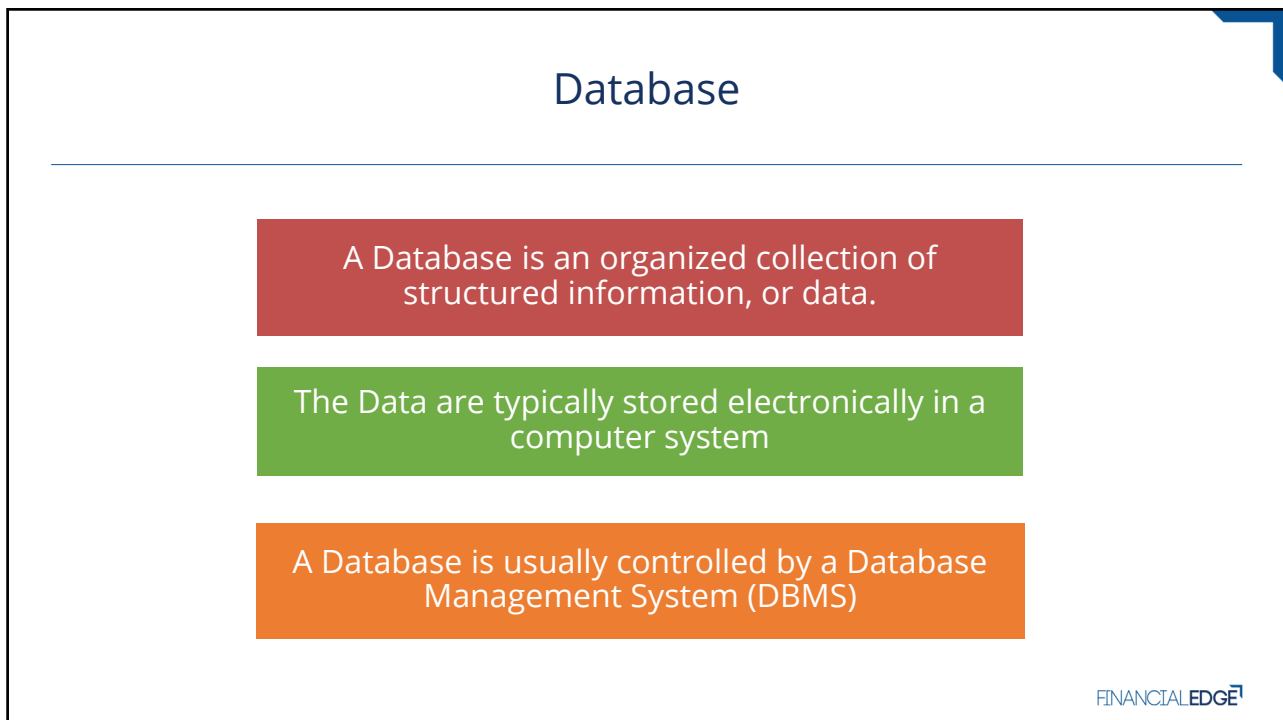 Database
A Database is an organized collection of
structured information, or data.
The Data are typically stored electronically in a
computer system
A Database is usually controlled by a Database
Management System (DBMS)
FINANCIALEDGE